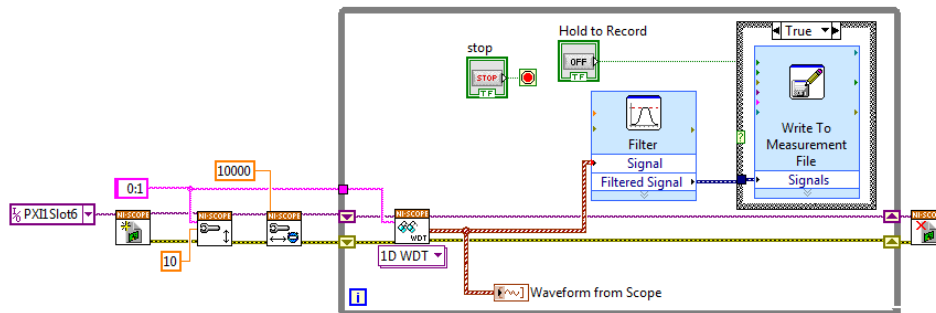 True
stop
STOP
TF
Hold to Record
OFF
TF
Write To
Measurement
File
Signals
Filter
Signal
Filtered Signal
?
10000
0:1
I/O PXI1Slot6
NI-SCOPE
NI-SCOPE
NI-SCOPE
NI-SCOPE
WDT
NI-SCO
10
1D WDT
Waveform from Scope
i